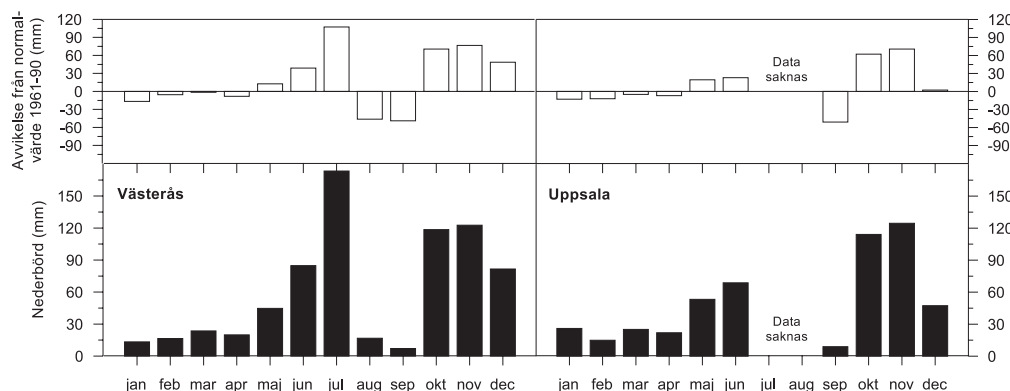 Avvikelse från normal-
värde 1961-90 (mm)
120
90
60
30
0
-30
-60
-90
Data
saknas
120
90
60
30
0
-30
-60
-90
Nederbörd (mm)
150
120
90
60
30
0
Västerås
Uppsala
Data
saknas
150
120
90
60
30
0
jan feb mar apr maj jun jul aug sep okt nov dec
jan feb mar apr maj jun jul aug sep okt nov dec